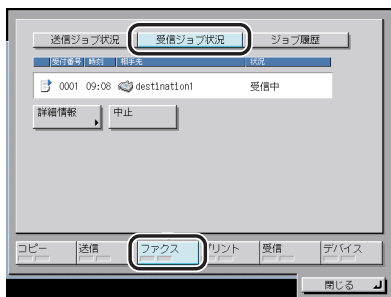 送信ジョブ状況 受信ジョブ状況 ジョブ履歴
受付番号 時刻 相手先 状況
0001 09:08 destination1 受信中
詳細情報 中止
コピー 送信 ファクス プリント 受信 デバイス
閉じる